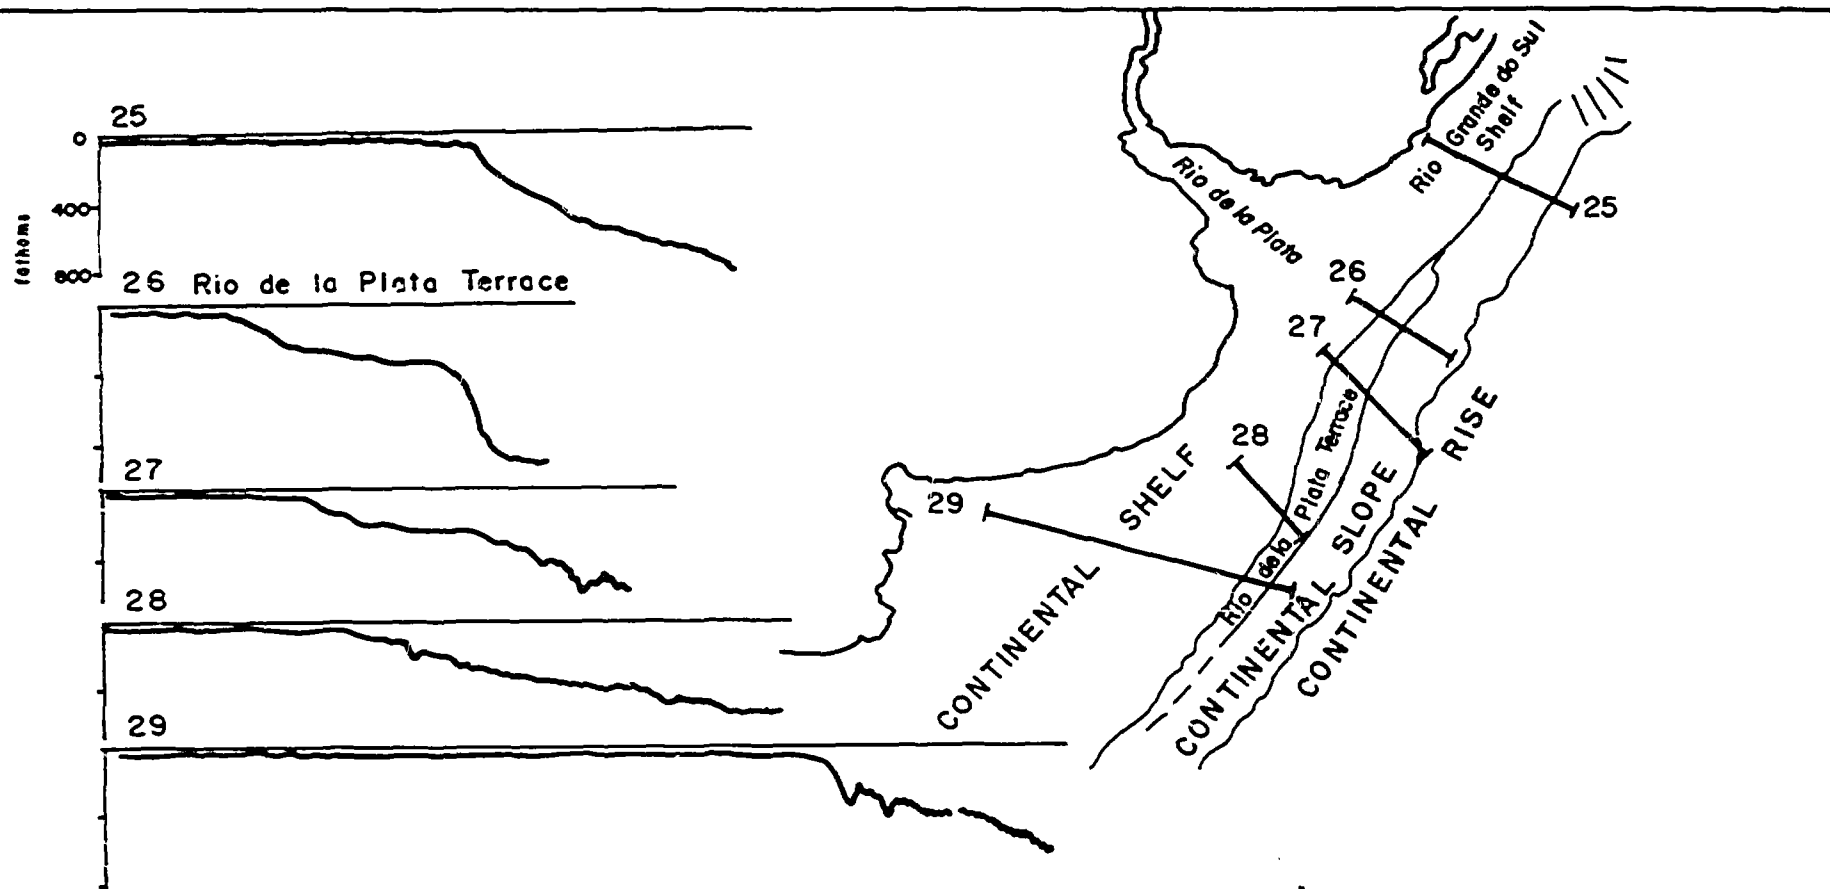 25
0
400
fathoms
800
26 Rio de la Plata Terrace
27
28
29
Rio Grande do Sul
Shelf
Rio de la Plata
25
26
27
28
29
Rio de la Plata Terrace
CONTINENTAL SHELF
CONTINENTAL SLOPE
CONTINENTAL RISE